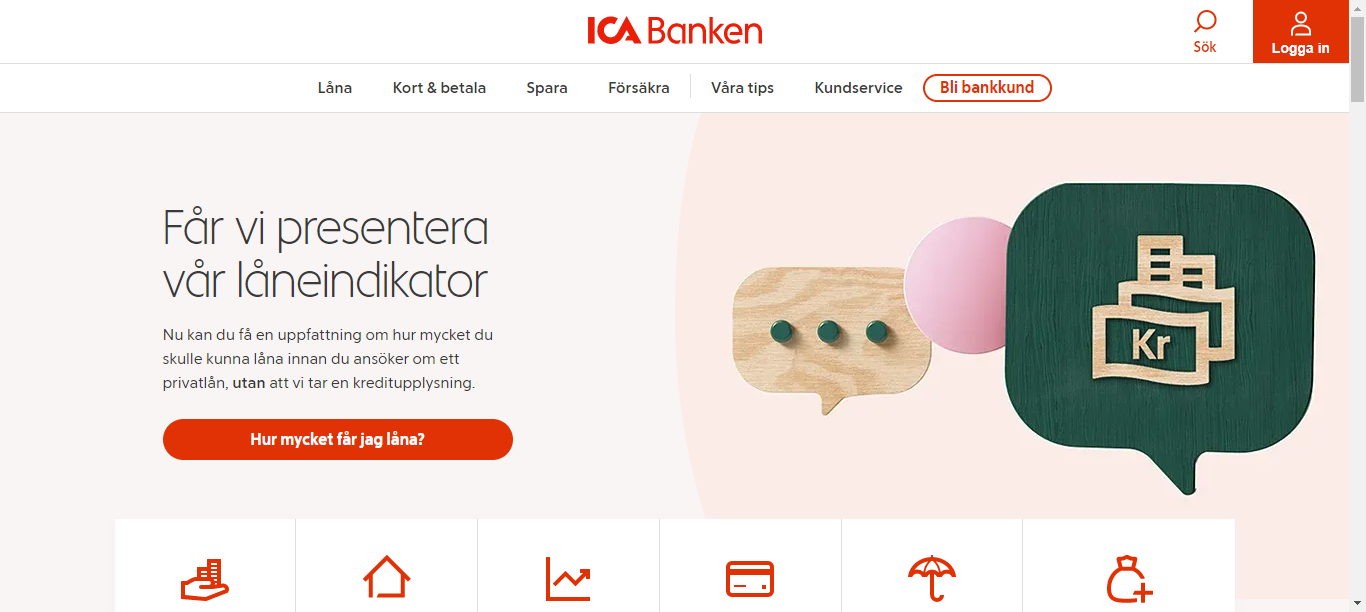 ICA Banken
Sök
Logga in
Låna
Kort & betala
Spara
Försäkra
Våra tips
Kundservice
Bli bankkund
Får vi presentera
vår låneindikator
Nu kan du få en uppfattning om hur mycket du
skulle kunna låna innan du ansöker om ett
privatlån, utan att vi tar en kreditupplysning.
Hur mycket får jag låna?
Kr